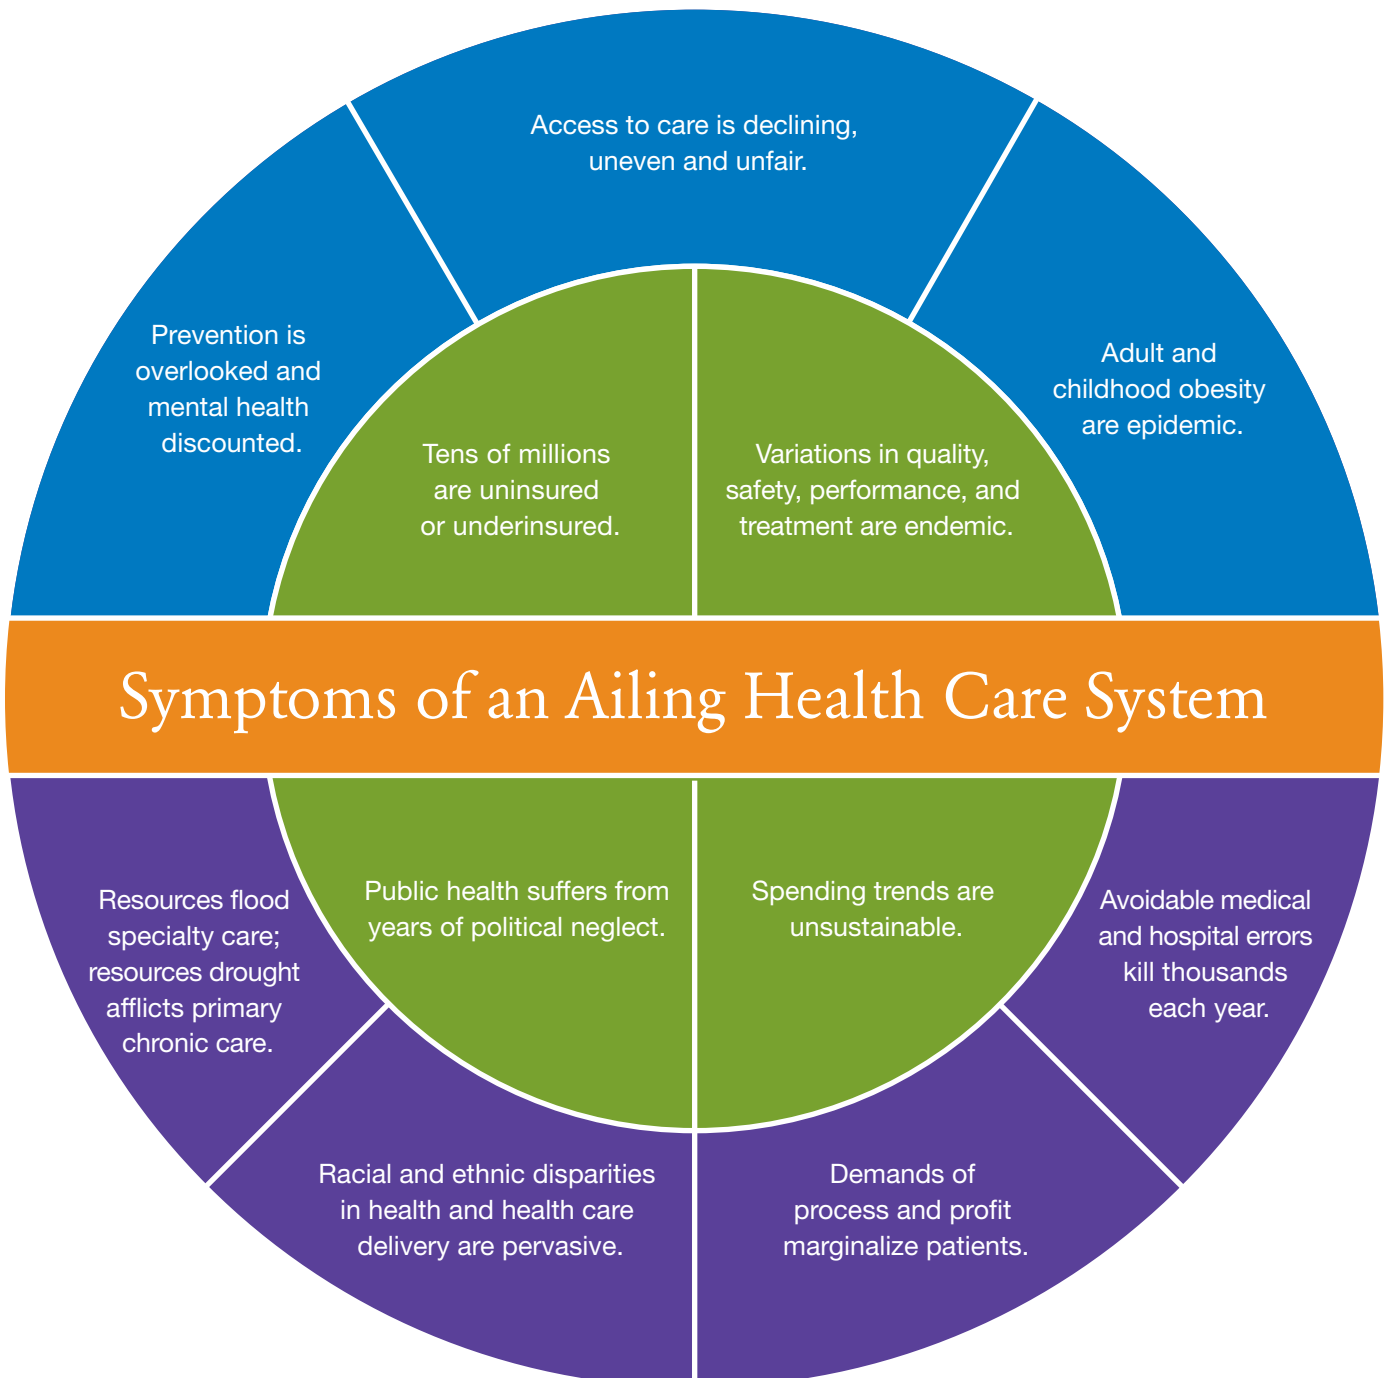 Access to care is declining,
uneven and unfair.
Prevention is
overlooked and
mental health
discounted.
Adult and
childhood obesity
are epidemic.
Tens of millions
are uninsured
or underinsured.
Variations in quality,
safety, performance, and
treatment are endemic.
Symptoms of an Ailing Health Care System
Resources flood
specialty care;
resources drought
afflicts primary
chronic care.
Public health suffers from
years of political neglect.
Spending trends are
unsustainable.
Avoidable medical
and hospital errors
kill thousands
each year.
Racial and ethnic disparities
in health and health care
delivery are pervasive.
Demands of
process and profit
marginalize patients.